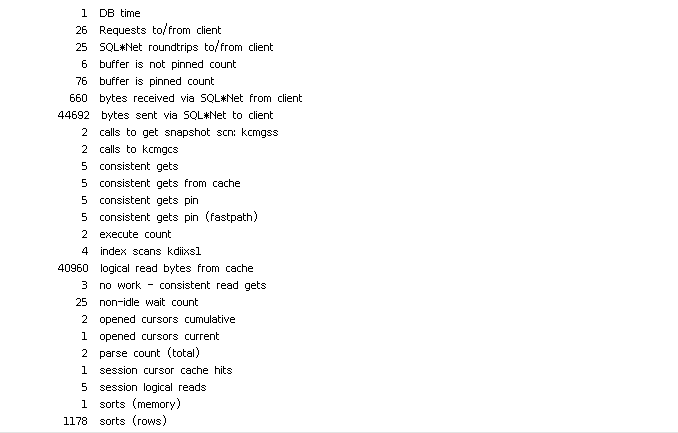 1 DB time
26 Requests to/from client
25 SQL*Net roundtrips to/from client
6 buffer is not pinned count
76 buffer is pinned count
660 bytes received via SQL*Net from client
44692 bytes sent via SQL*Net to client
2 calls to get snapshot scn: kcmgss
2 calls to kcmgcs
5 consistent gets
5 consistent gets from cache
5 consistent gets pin
5 consistent gets pin (fastpath)
2 execute count
4 index scans kdiixs1
40960 logical read bytes from cache
3 no work - consistent read gets
25 non-idle wait count
2 opened cursors cumulative
1 opened cursors current
2 parse count (total)
1 session cursor cache hits
5 session logical reads
1 sorts (memory)
1178 sorts (rows)